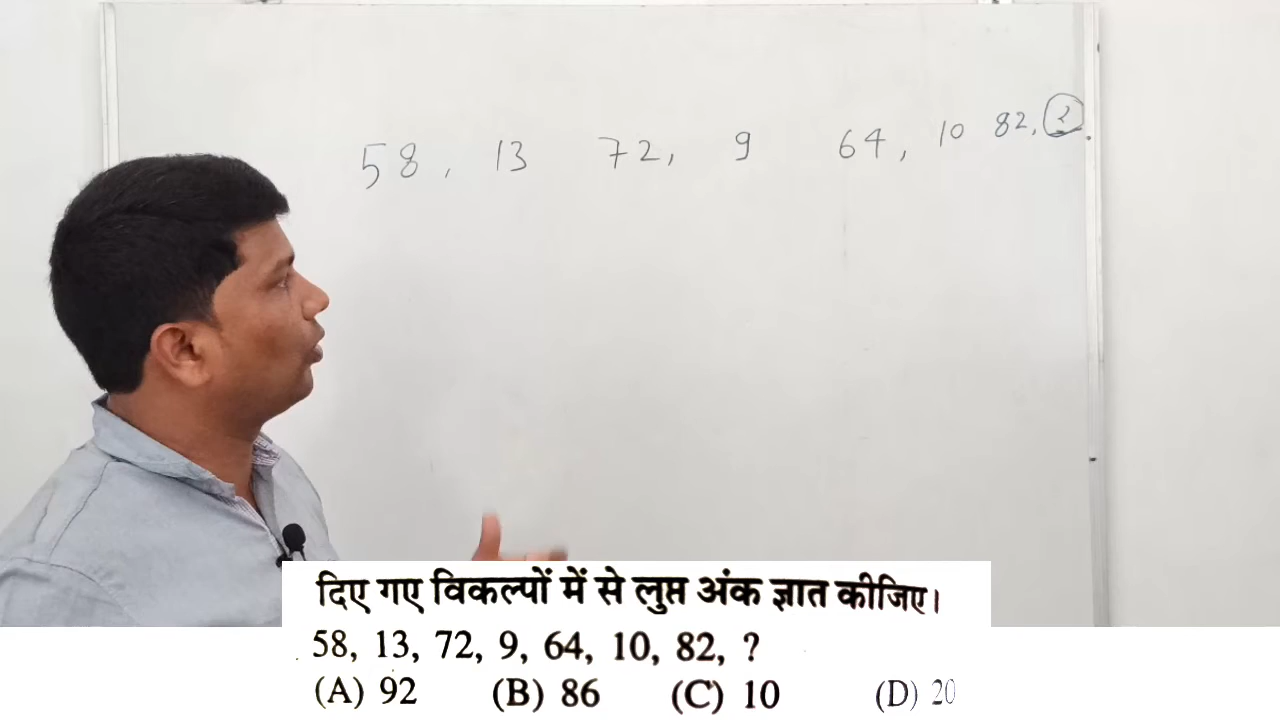 58, 13 72, 9 64, 10 82, ?
दिए गए विकल्पों में से लुप्त अंक ज्ञात कीजिए।
58, 13, 72, 9, 64, 10, 82, ?
(A) 92 (B) 86 (C) 10 (D) 20